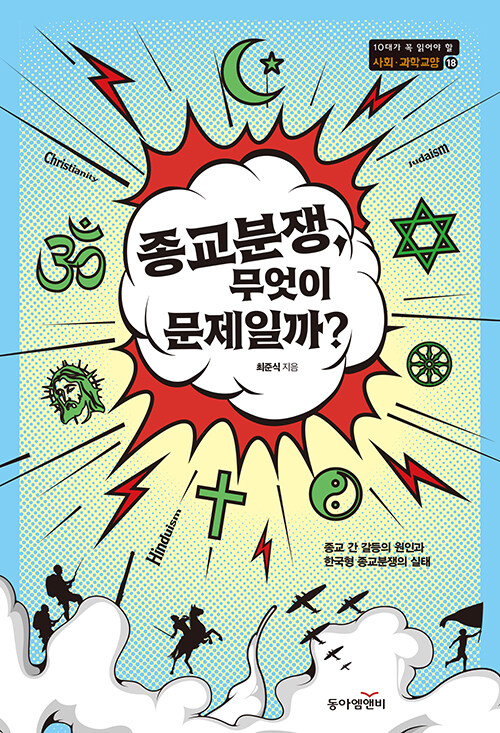 10대가 꼭 읽어야 할
사회·과학교양 18
Christianity
Judaism
종교분쟁,
무엇이
문제일까?
최준식 지음
Hinduism
종교 간 갈등의 원인과
한국형 종교분쟁의 실태
동아엠앤비